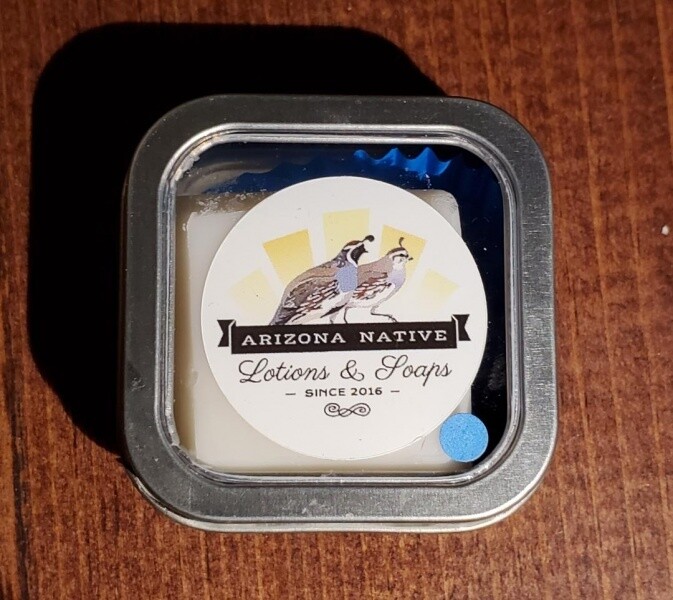 ARIZONA NATIVE
Lotions & Soaps
— SINCE 2016 —